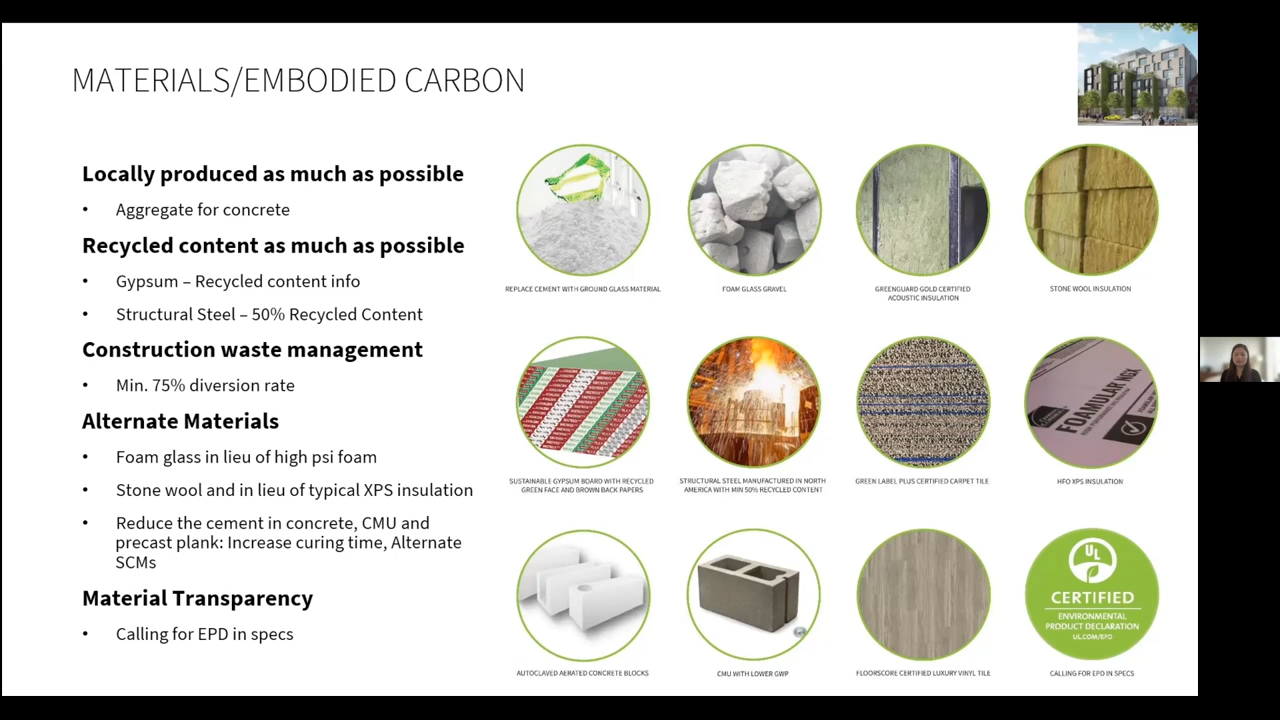 MATERIALS/EMBODIED CARBON
Locally produced as much as possible
• Aggregate for concrete
Recycled content as much as possible
• Gypsum – Recycled content info
• Structural Steel – 50% Recycled Content
Construction waste management
• Min. 75% diversion rate
Alternate Materials
• Foam glass in lieu of high psi foam
• Stone wool and in lieu of typical XPS insulation
• Reduce the cement in concrete, CMU and
precast plank: Increase curing time, Alternate
SCMs
Material Transparency
• Calling for EPD in specs
REPLACE CEMENT WITH GROUND GLASS MATERIAL
FOAM GLASS GRAVEL
GREENGUARD GOLD CERTIFIED
ACOUSTIC INSULATION
STONE WOOL INSULATION
FOAMULAR NGX
SUSTAINABLE GYPSUM BOARD WITH RECYCLED
GREEN FACE AND BROWN BACK PAPERS
STRUCTURAL STEEL MANUFACTURED IN NORTH
AMERICA WITH MIN 50% RECYCLED CONTENT
GREEN LABEL PLUS CERTIFIED CARPET TILE
HFO XPS INSULATION
UL
CERTIFIED
ENVIRONMENTAL
PRODUCT DECLARATION
UL.COM/EPD
AUTOCLAVED AERATED CONCRETE BLOCKS
CMU WITH LOWER GWP
FLOORSCORE CERTIFIED LUXURY VINYL TILE
CALLING FOR EPD IN SPECS